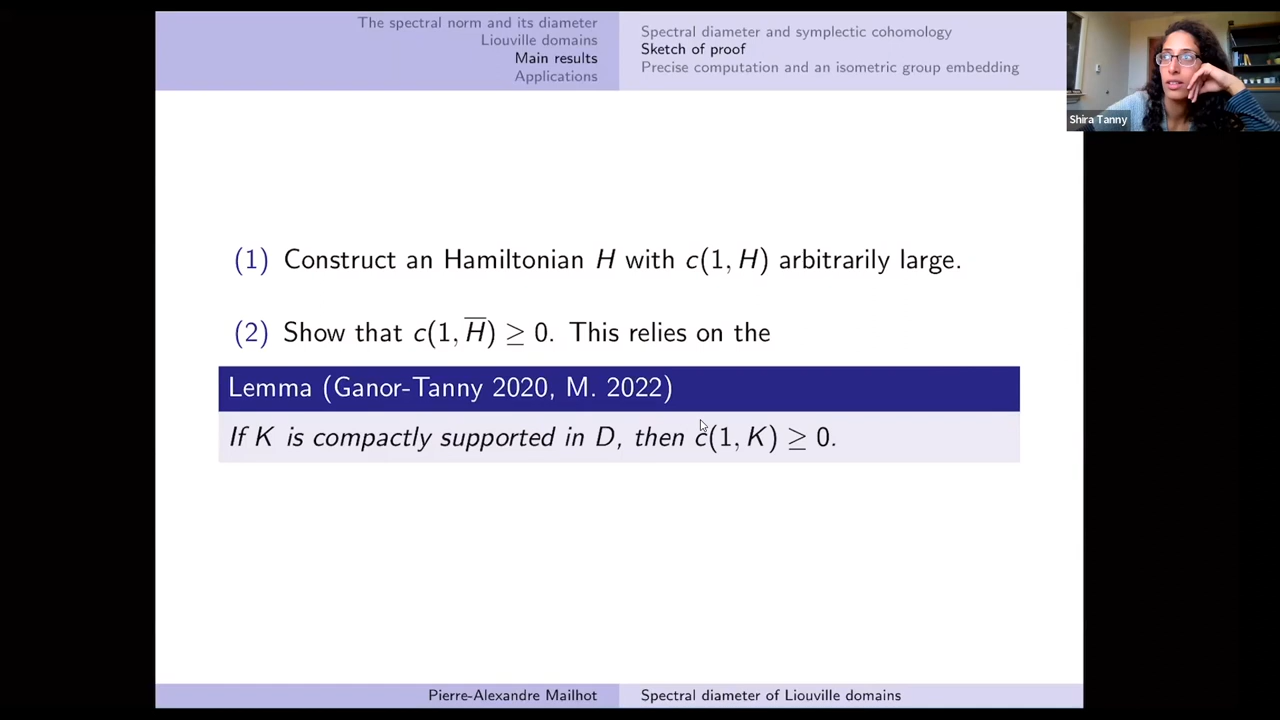 The spectral norm and its diameter
Liouville domains
Main results
Applications
Spectral diameter and symplectic cohomology
Sketch of proof
Precise computation and an isometric group embedding
Shira Tanny
(1) Construct an Hamiltonian H with c(1, H) arbitrarily large.
(2) Show that c(1, H̅) ≥ 0. This relies on the
Lemma (Ganor-Tanny 2020, M. 2022)
If K is compactly supported in D, then c(1, K) ≥ 0.
Pierre-Alexandre Mailhot
Spectral diameter of Liouville domains